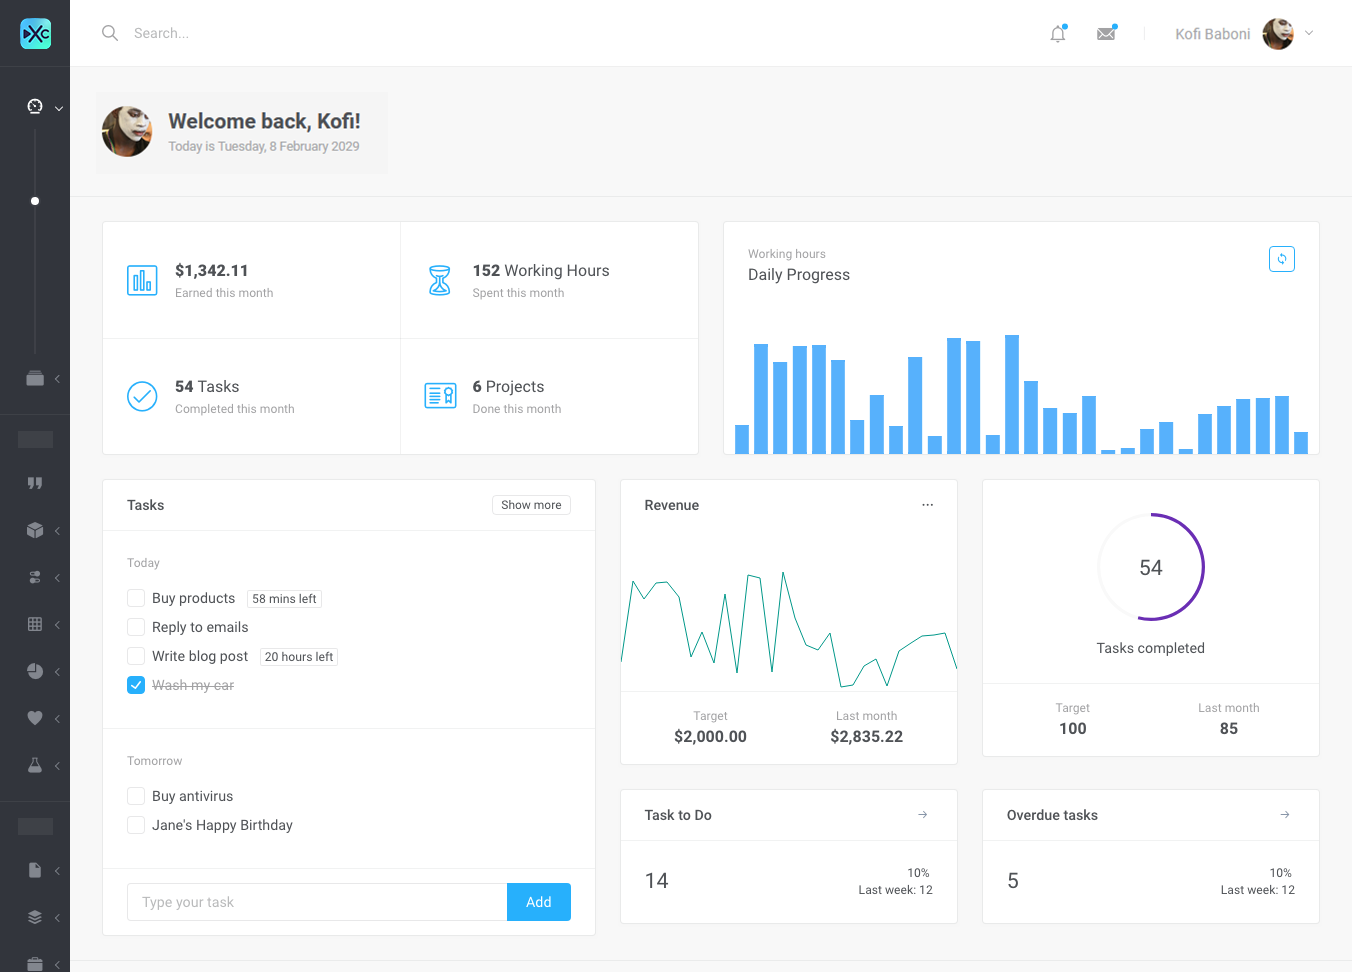 XC
Search...
Kofi Baboni
Welcome back, Kofi!
Today is Tuesday, 8 February 2029
$1,342.11
Earned this month
152 Working Hours
Spent this month
54 Tasks
Completed this month
6 Projects
Done this month
Working hours
Daily Progress
Tasks
Show more
Today
Buy products 58 mins left
Reply to emails
Write blog post 20 hours left
Wash my car
Tomorrow
Buy antivirus
Jane's Happy Birthday
Type your task
Add
Revenue
Target
$2,000.00
Last month
$2,835.22
54
Tasks completed
Target
100
Last month
85
Task to Do
14
10%
Last week: 12
Overdue tasks
5
10%
Last week: 12